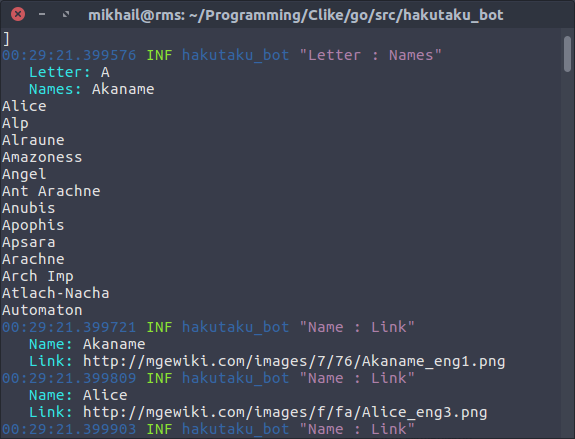 mikhail@rms: ~/Programming/Clike/go/src/hakutaku_bot
]
00:29:21.399576 INF hakutaku_bot "Letter : Names"
   Letter: A
   Names: Akaname
Alice
Alp
Alraune
Amazoness
Angel
Ant Arachne
Anubis
Apophis
Apsara
Arachne
Arch Imp
Atlach-Nacha
Automaton
00:29:21.399721 INF hakutaku_bot "Name : Link"
   Name: Akaname
   Link: http://mgewiki.com/images/7/76/Akaname_eng1.png
00:29:21.399809 INF hakutaku_bot "Name : Link"
   Name: Alice
   Link: http://mgewiki.com/images/f/fa/Alice_eng3.png
00:29:21.399903 INF hakutaku_bot "Name : Link"